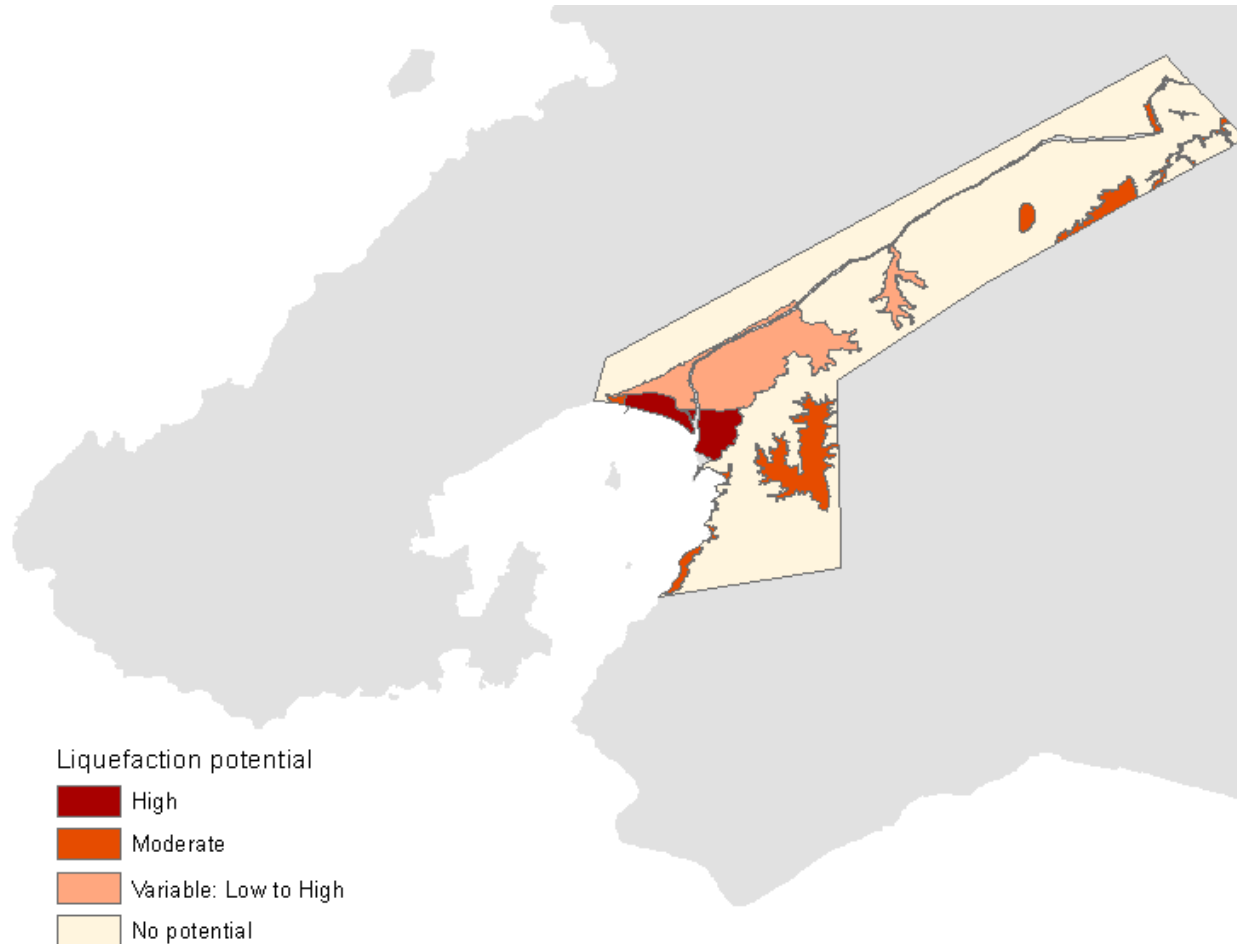 Liquefaction potential
High
Moderate
Variable: Low to High
No potential